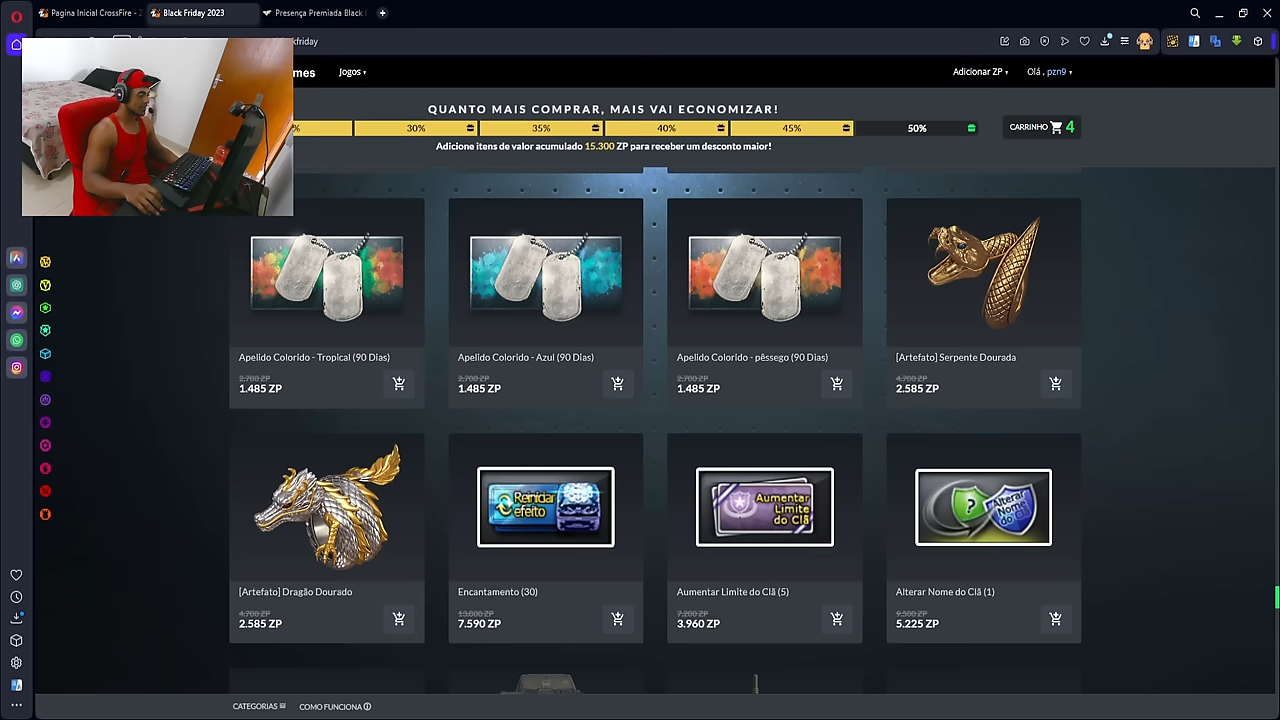 Pagina Inicial CrossFire - Z
Black Friday 2023
Presença Premiada Black F
kfriday
mes
Jogos
Adicionar ZP
Olá , pzn9
QUANTO MAIS COMPRAR, MAIS VAI ECONOMIZAR!
%
30%
35%
40%
45%
50%
CARRINHO 4
Adicione itens de valor acumulado 15.300 ZP para receber um desconto maior!
Apelido Colorido - Tropical (90 Dias)
2.700 ZP
1.485 ZP
Apelido Colorido - Azul (90 Dias)
2.700 ZP
1.485 ZP
Apelido Colorido - pêssego (90 Dias)
2.700 ZP
1.485 ZP
[Artefato] Serpente Dourada
4.700 ZP
2.585 ZP
Reiniciar
efeito
Aumentar
Limite
do Clã
Alterar
Nome
do Clã
[Artefato] Dragão Dourado
4.700 ZP
2.585 ZP
Encantamento (30)
13.800 ZP
7.590 ZP
Aumentar Limite do Clã (5)
7.200 ZP
3.960 ZP
Alterar Nome do Clã (1)
9.500 ZP
5.225 ZP
CATEGORIAS
COMO FUNCIONA